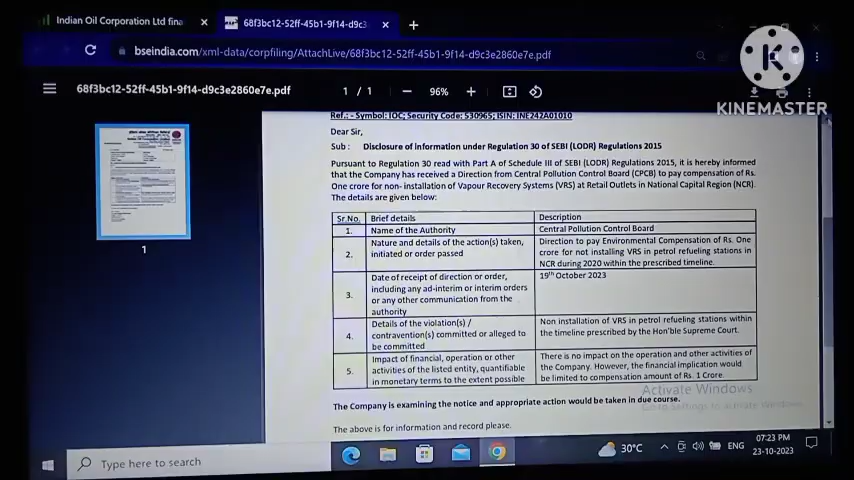 Indian Oil Corporation Ltd fina
68f3bc12-52ff-45b1-9f14-d9c3
bseindia.com/xml-data/corpfiling/AttachLive/68f3bc12-52ff-45b1-9f14-d9c3e2860e7e.pdf
68f3bc12-52ff-45b1-9f14-d9c3e2860e7e.pdf
1 / 1
96%
KINEMASTER
1
Ref.: - Symbol: IOC; Security Code: 530965; ISIN: INE242A01010
Dear Sir,
Sub : Disclosure of information under Regulation 30 of SEBI (LODR) Regulations 2015
Pursuant to Regulation 30 read with Part A of Schedule III of SEBI (LODR) Regulations 2015, it is hereby informed
that the Company has received a Direction from Central Pollution Control Board (CPCB) to pay compensation of Rs.
One crore for non- installation of Vapour Recovery Systems (VRS) at Retail Outlets in National Capital Region (NCR).
The details are given below:
Sr.No. Brief details Description
1. Name of the Authority Central Pollution Control Board
2. Nature and details of the action(s) taken, initiated or order passed Direction to pay Environmental Compensation of Rs. One crore for not installing VRS in petrol refueling stations in NCR during 2020 within the prescribed timeline.
3. Date of receipt of direction or order, including any ad-interim or interim orders or any other communication from the authority 19th October 2023
4. Details of the violation(s) / contravention(s) committed or alleged to be committed Non installation of VRS in petrol refueling stations within the timeline prescribed by the Hon'ble Supreme Court.
5. Impact of financial, operation or other activities of the listed entity, quantifiable in monetary terms to the extent possible There is no impact on the operation and other activities of the Company. However, the financial implication would be limited to compensation amount of Rs. 1 Crore.
The Company is examining the notice and appropriate action would be taken in due course.
The above is for information and record please.
Activate Windows
Go to Settings to activate Windows.
Type here to search
30°C
ENG
07:23 PM
23-10-2023